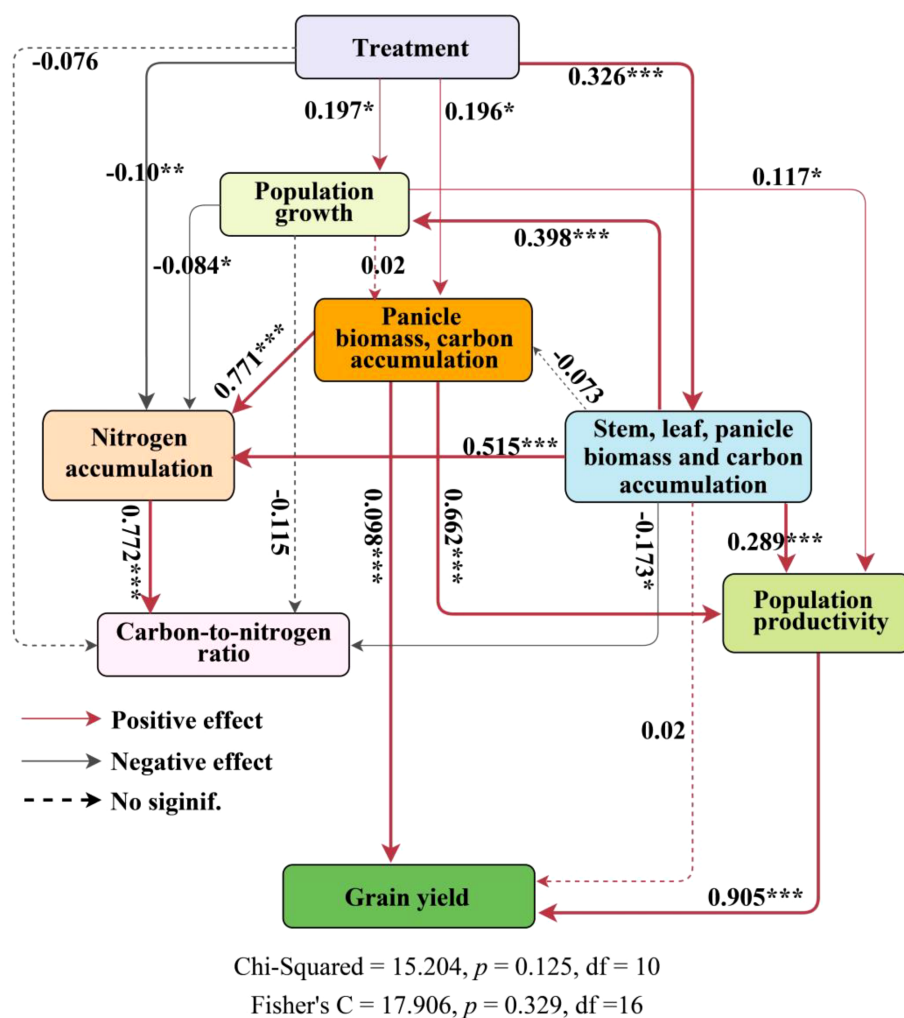 Treatment
-0.076
0.326***
0.197*
0.196*
-0.10**
Population
growth
0.117*
0.398***
-0.084*
0.02
Panicle
biomass, carbon
accumulation
0.771***
-0.073
Nitrogen
accumulation
0.515***
Stem, leaf, panicle
biomass and carbon
accumulation
0.772***
-0.115
0.098***
0.662***
-0.173*
0.289***
Population
productivity
Carbon-to-nitrogen
ratio
Positive effect
Negative effect
No siginif.
0.02
Grain yield
0.905***
Chi-Squared = 15.204, p = 0.125, df = 10
Fisher's C = 17.906, p = 0.329, df =16